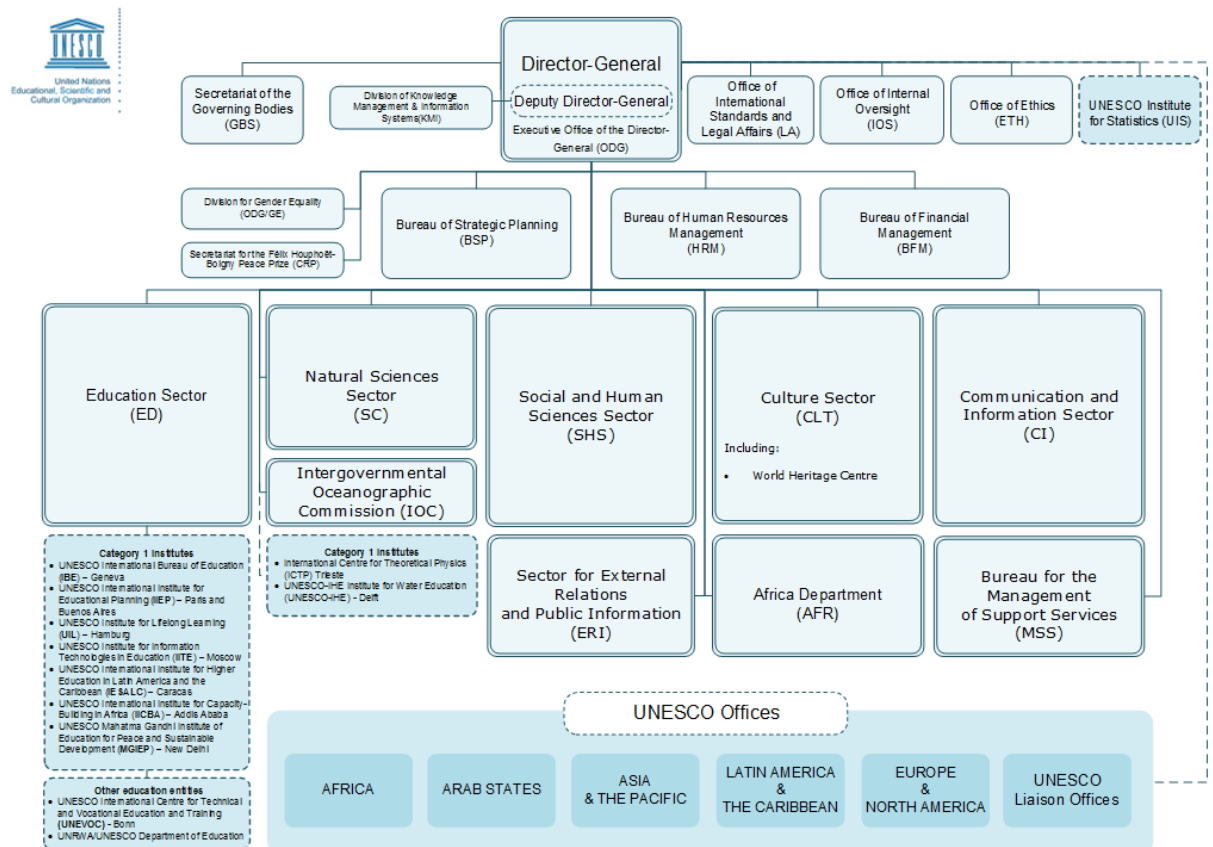 UNESCO
United Nations
Educational, Scientific and
Cultural Organization
Director-General
Deputy Director-General
Executive Office of the Director-
General (ODG)
Secretariat of the
Governing Bodies
(GBS)
Division of Knowledge
Management & Information
Systems(KMI)
Office of
International
Standards and
Legal Affairs (LA)
Office of Internal
Oversight
(IOS)
Office of Ethics
(ETH)
UNESCO Institute
for Statistics (UIS)
Division for Gender Equality
(ODG/GE)
Secretariat for the Félix Houphoët-
Boigny Peace Prize (CRP)
Bureau of Strategic Planning
(BSP)
Bureau of Human Resources
Management
(HRM)
Bureau of Financial
Management
(BFM)
Education Sector
(ED)
Natural Sciences
Sector
(SC)
Social and Human
Sciences Sector
(SHS)
Culture Sector
(CLT)
Including:
• World Heritage Centre
Communication and
Information Sector
(CI)
Intergovernmental
Oceanographic
Commission (IOC)
Category 1 Institutes
• UNESCO International Bureau of Education
(IBE) – Geneva
• UNESCO International Institute for
Educational Planning (IIEP) – Paris and
Buenos Aires
• UNESCO Institute for Lifelong Learning
(UIL) – Hamburg
• UNESCO Institute for Information
Technologies in Education (IITE) – Moscow
• UNESCO International Institute for Higher
Education in Latin America and the
Caribbean (IESALC) – Caracas
• UNESCO International Institute for Capacity-
Building in Africa (IICBA) – Addis Ababa
• UNESCO Mahatma Gandhi Institute of
Education for Peace and Sustainable
Development (MGIEP) – New Delhi
Category 1 Institutes
• International Centre for Theoretical Physics
(ICTP) Trieste
• UNESCO-IHE Institute for Water Education
(UNESCO-IHE) - Delft
Sector for External
Relations
and Public Information
(ERI)
Africa Department
(AFR)
Bureau for the
Management
of Support Services
(MSS)
Other education entities
• UNESCO International Centre for Technical
and Vocational Education and Training
(UNEVOC) - Bonn
• UNRWA/UNESCO Department of Education
UNESCO Offices
AFRICA
ARAB STATES
ASIA
& THE PACIFIC
LATIN AMERICA
&
THE CARIBBEAN
EUROPE
&
NORTH AMERICA
UNESCO
Liaison Offices